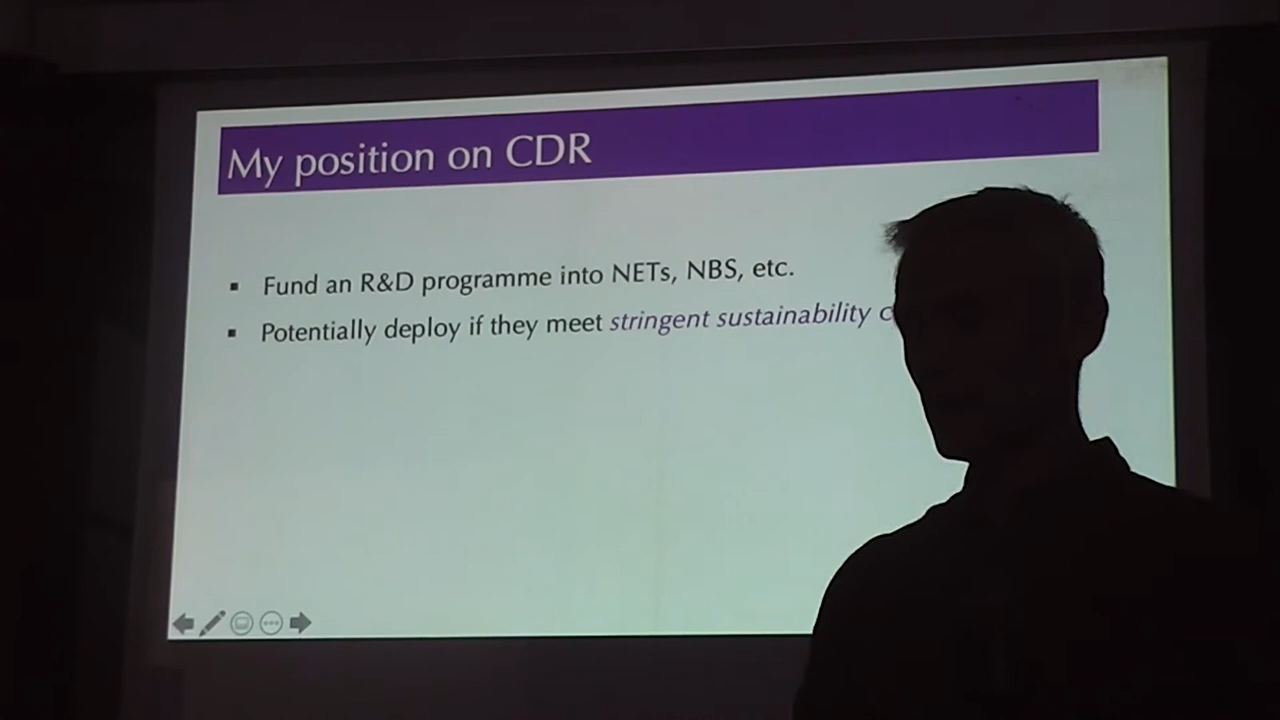 My position on CDR
▪ Fund an R&D programme into NETs, NBS, etc.
▪ Potentially deploy if they meet stringent sustainability